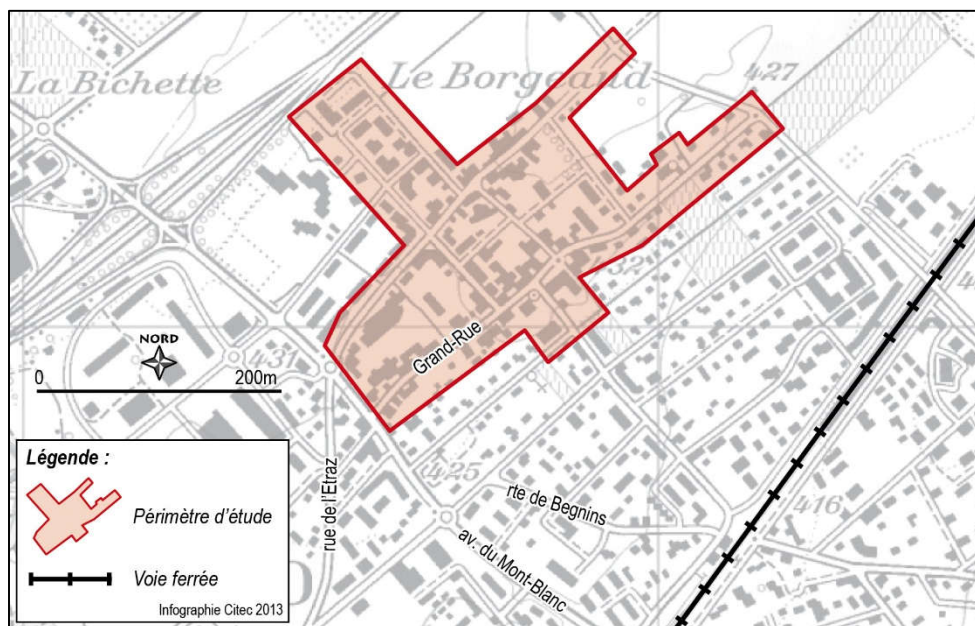 La Bichette
Le Borgeaud
427
432
Grand-Rue
NORD
0
200m
431
425
rte de Begnins
416
av. du Mont-Blanc
rue de l'Etraz
Légende :
Périmètre d'étude
Voie ferrée
Infographie Citec 2013